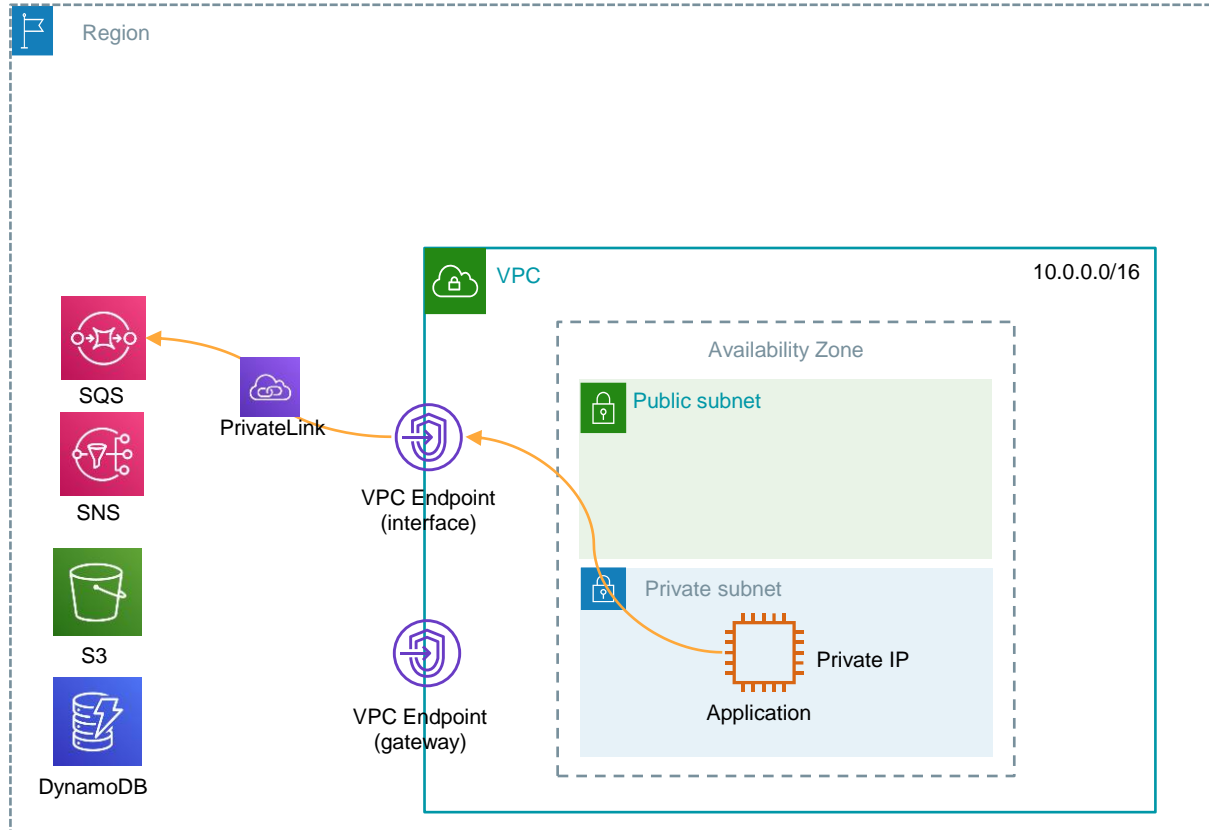 Region
VPC
10.0.0.0/16
Availability Zone
Public subnet
SQS
PrivateLink
SNS
VPC Endpoint
(interface)
Private subnet
S3
Private IP
Application
VPC Endpoint
(gateway)
DynamoDB